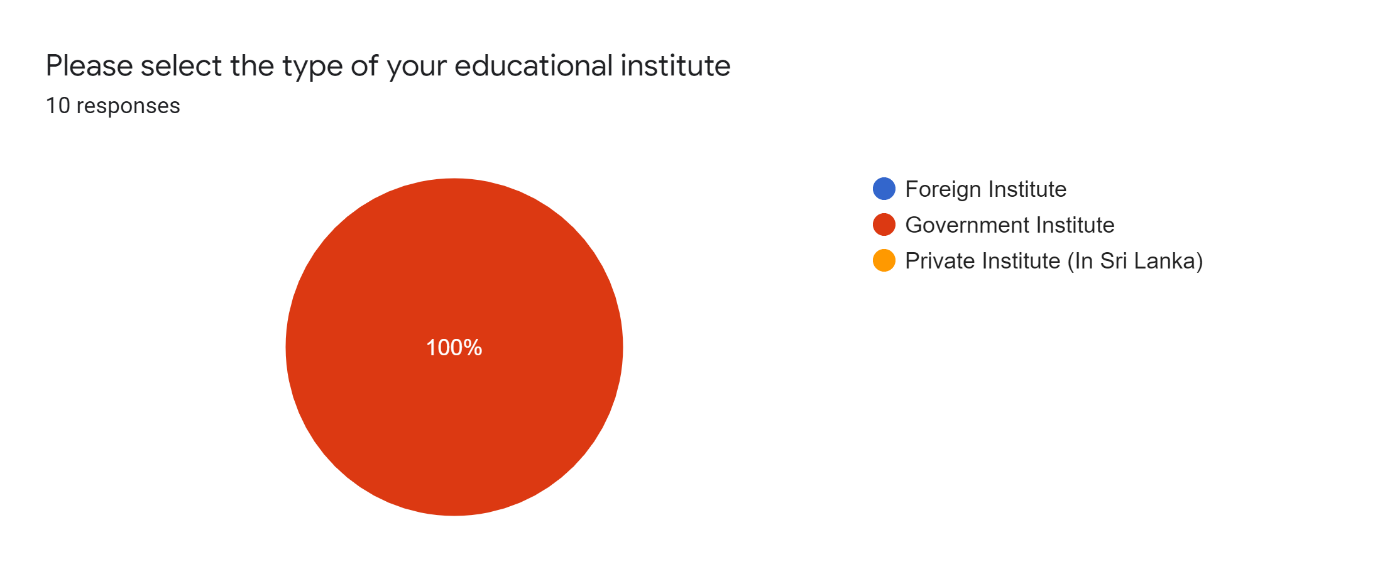 Please select the type of your educational institute
10 responses
100%
Foreign Institute
Government Institute
Private Institute (In Sri Lanka)